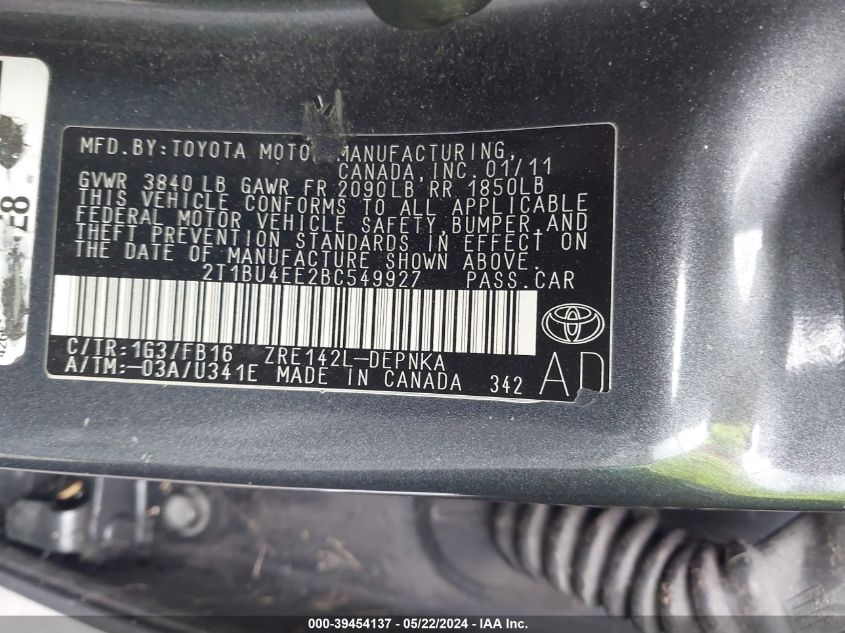 MFD. BY: TOYOTA MOTOR MANUFACTURING,
CANADA, INC. 01/11
GVWR 3840 LB GAWR FR 2090LB RR 1850LB
THIS VEHICLE CONFORMS TO ALL APPLICABLE
FEDERAL MOTOR VEHICLE SAFETY, BUMPER, AND
THEFT PREVENTION STANDARDS IN EFFECT ON
THE DATE OF MANUFACTURE SHOWN ABOVE.
2T1BU4EE2BC549927 PASS. CAR
C/TR: 1G3/FB16 ZRE142L-DEPNKA
A/TM: -03A/U341E MADE IN CANADA 342
AD
000-39454137 - 05/22/2024 - IAA Inc.